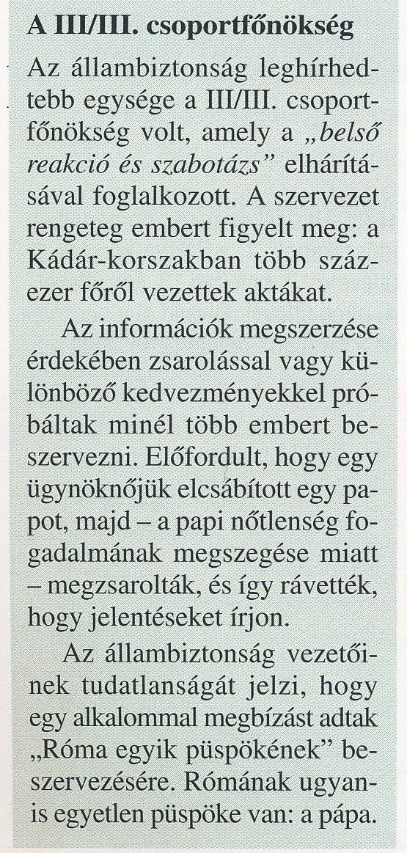 A III/III. csoportfőnökség
Az állambiztonság leghírhed-
tebb egysége a III/III. csoport-
főnökség volt, amely a „belső
reakció és szabotázs” elhárítá-
sával foglalkozott. A szervezet
rengeteg embert figyelt meg: a
Kádár-korszakban több száz-
ezer főről vezettek aktákat.
Az információk megszerzése
érdekében zsarolással vagy kü-
lönböző kedvezményekkel pró-
báltak minél több embert be-
szervezni. Előfordult, hogy egy
ügynöknőjük elcsábított egy pa-
pot, majd – a papi nőtlenség fo-
gadalmának megszegése miatt
– megzsarolták, és így rávették,
hogy jelentéseket írjon.
Az állambiztonság vezetői-
nek tudatlanságát jelzi, hogy
egy alkalommal megbízást adtak
„Róma egyik püspökének” be-
szervezésére. Rómának ugyan-
is egyetlen püspöke van: a pápa.